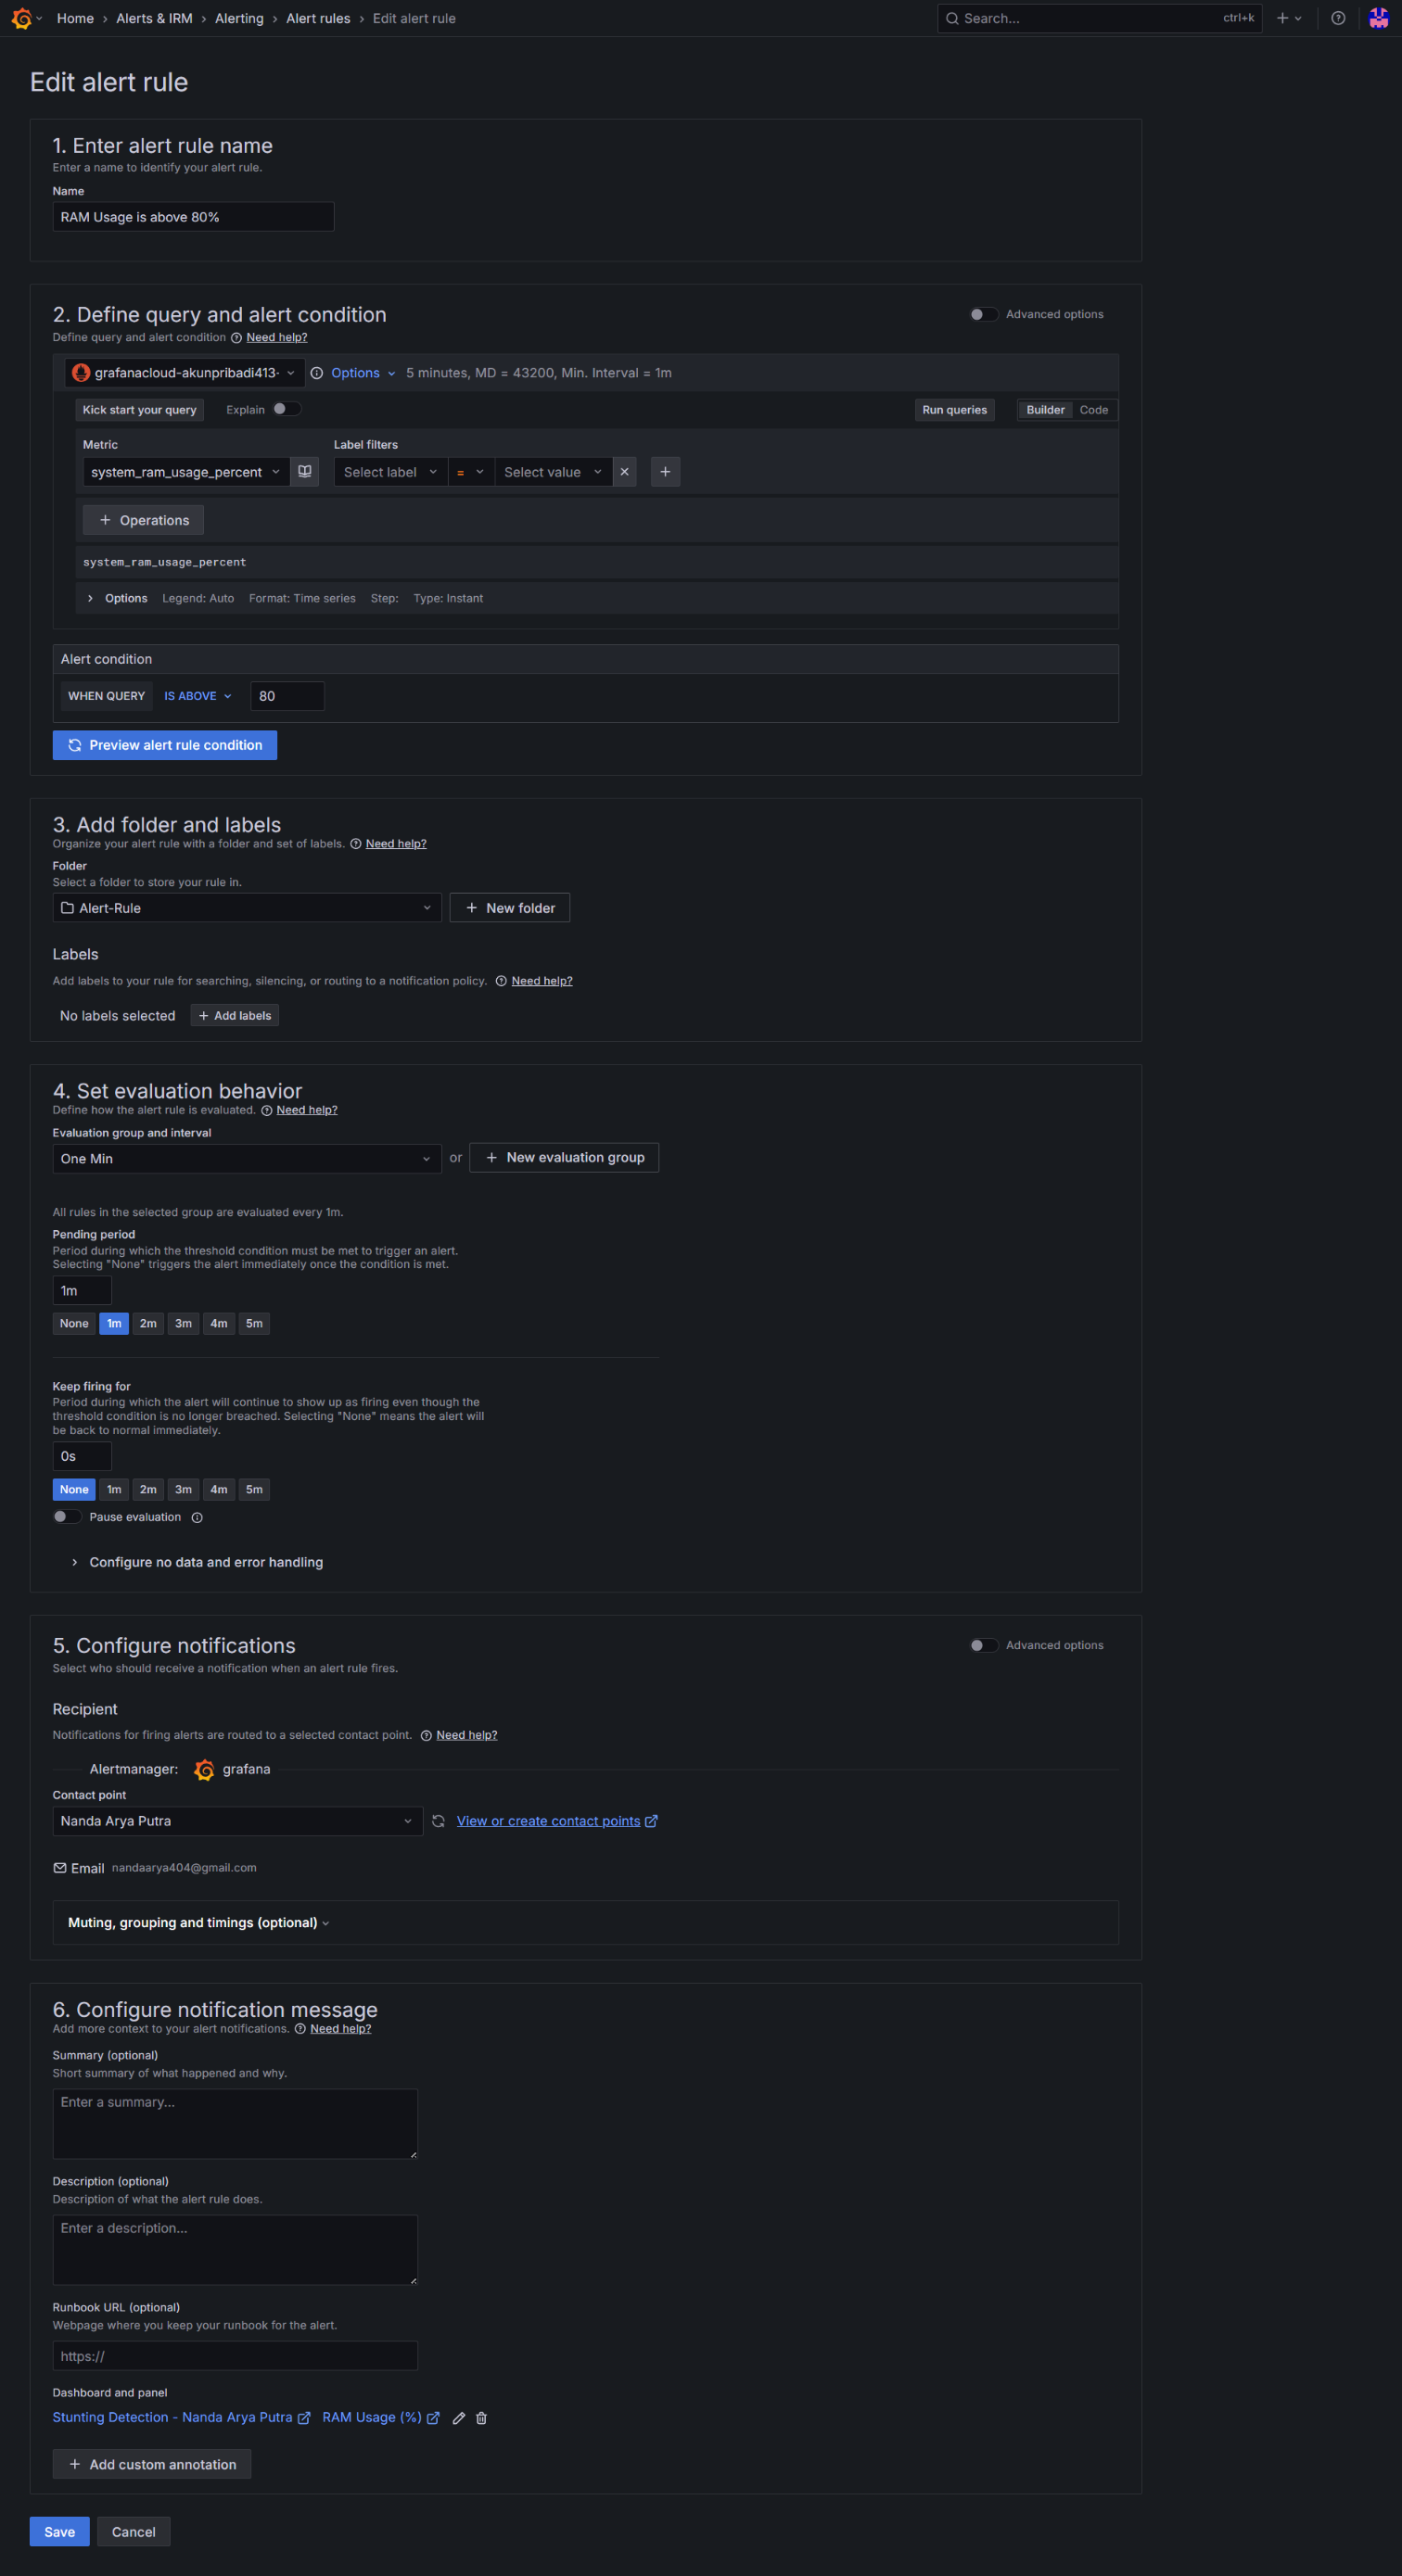 Home › Alerts & IRM › Alerting › Alert rules › Edit alert rule
Search... ctrl+k
Edit alert rule
1. Enter alert rule name
Enter a name to identify your alert rule.
Name
RAM Usage is above 80%
2. Define query and alert condition
Advanced options
Define query and alert condition Need help?
grafanacloud-akunpribadi413- Options 5 minutes, MD = 43200, Min. Interval = 1m
Kick start your query Explain Run queries Builder Code
Metric Label filters
system_ram_usage_percent Select label = Select value
+ Operations
system_ram_usage_percent
Options Legend: Auto Format: Time series Step: Type: Instant
Alert condition
WHEN QUERY IS ABOVE 80
Preview alert rule condition
3. Add folder and labels
Organize your alert rule with a folder and set of labels. Need help?
Folder
Select a folder to store your rule in.
Alert-Rule + New folder
Labels
Add labels to your rule for searching, silencing, or routing to a notification policy. Need help?
No labels selected + Add labels
4. Set evaluation behavior
Define how the alert rule is evaluated. Need help?
Evaluation group and interval
One Min or + New evaluation group
All rules in the selected group are evaluated every 1m.
Pending period
Period during which the threshold condition must be met to trigger an alert.
Selecting "None" triggers the alert immediately once the condition is met.
1m
None 1m 2m 3m 4m 5m
Keep firing for
Period during which the alert will continue to show up as firing even though the
threshold condition is no longer breached. Selecting "None" means the alert will
be back to normal immediately.
0s
None 1m 2m 3m 4m 5m
Pause evaluation
Configure no data and error handling
5. Configure notifications
Advanced options
Select who should receive a notification when an alert rule fires.
Recipient
Notifications for firing alerts are routed to a selected contact point. Need help?
Alertmanager: grafana
Contact point
Nanda Arya Putra View or create contact points
Email nandaarya404@gmail.com
Muting, grouping and timings (optional)
6. Configure notification message
Add more context to your alert notifications. Need help?
Summary (optional)
Short summary of what happened and why.
Enter a summary...
Description (optional)
Description of what the alert rule does.
Enter a description...
Runbook URL (optional)
Webpage where you keep your runbook for the alert.
https://
Dashboard and panel
Stunting Detection - Nanda Arya Putra RAM Usage (%)
+ Add custom annotation
Save Cancel